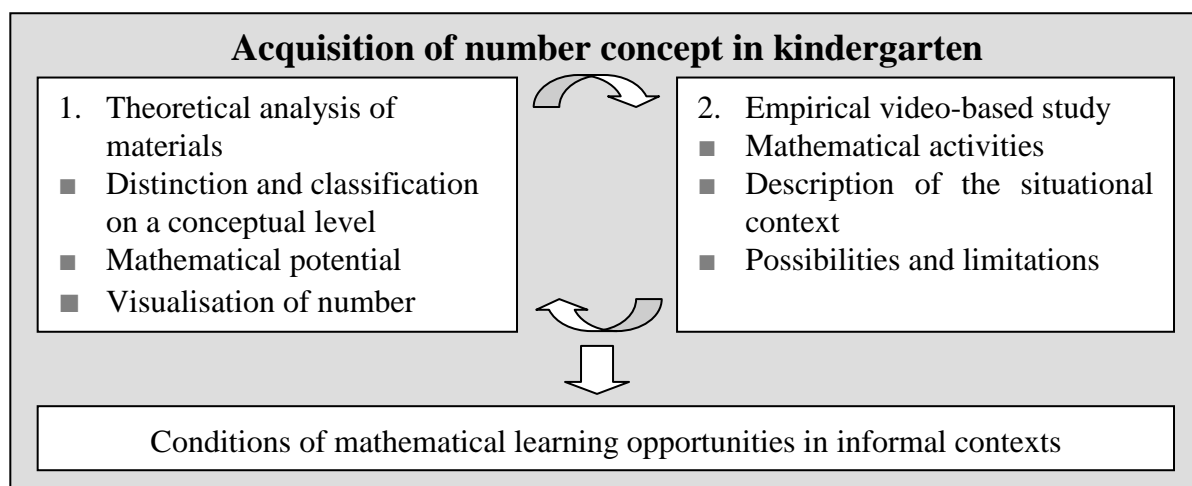 Acquisition of number concept in kindergarten
1. Theoretical analysis of
materials
■ Distinction and classification
on a conceptual level
■ Mathematical potential
■ Visualisation of number
2. Empirical video-based study
■ Mathematical activities
■ Description of the situational
context
■ Possibilities and limitations
Conditions of mathematical learning opportunities in informal contexts